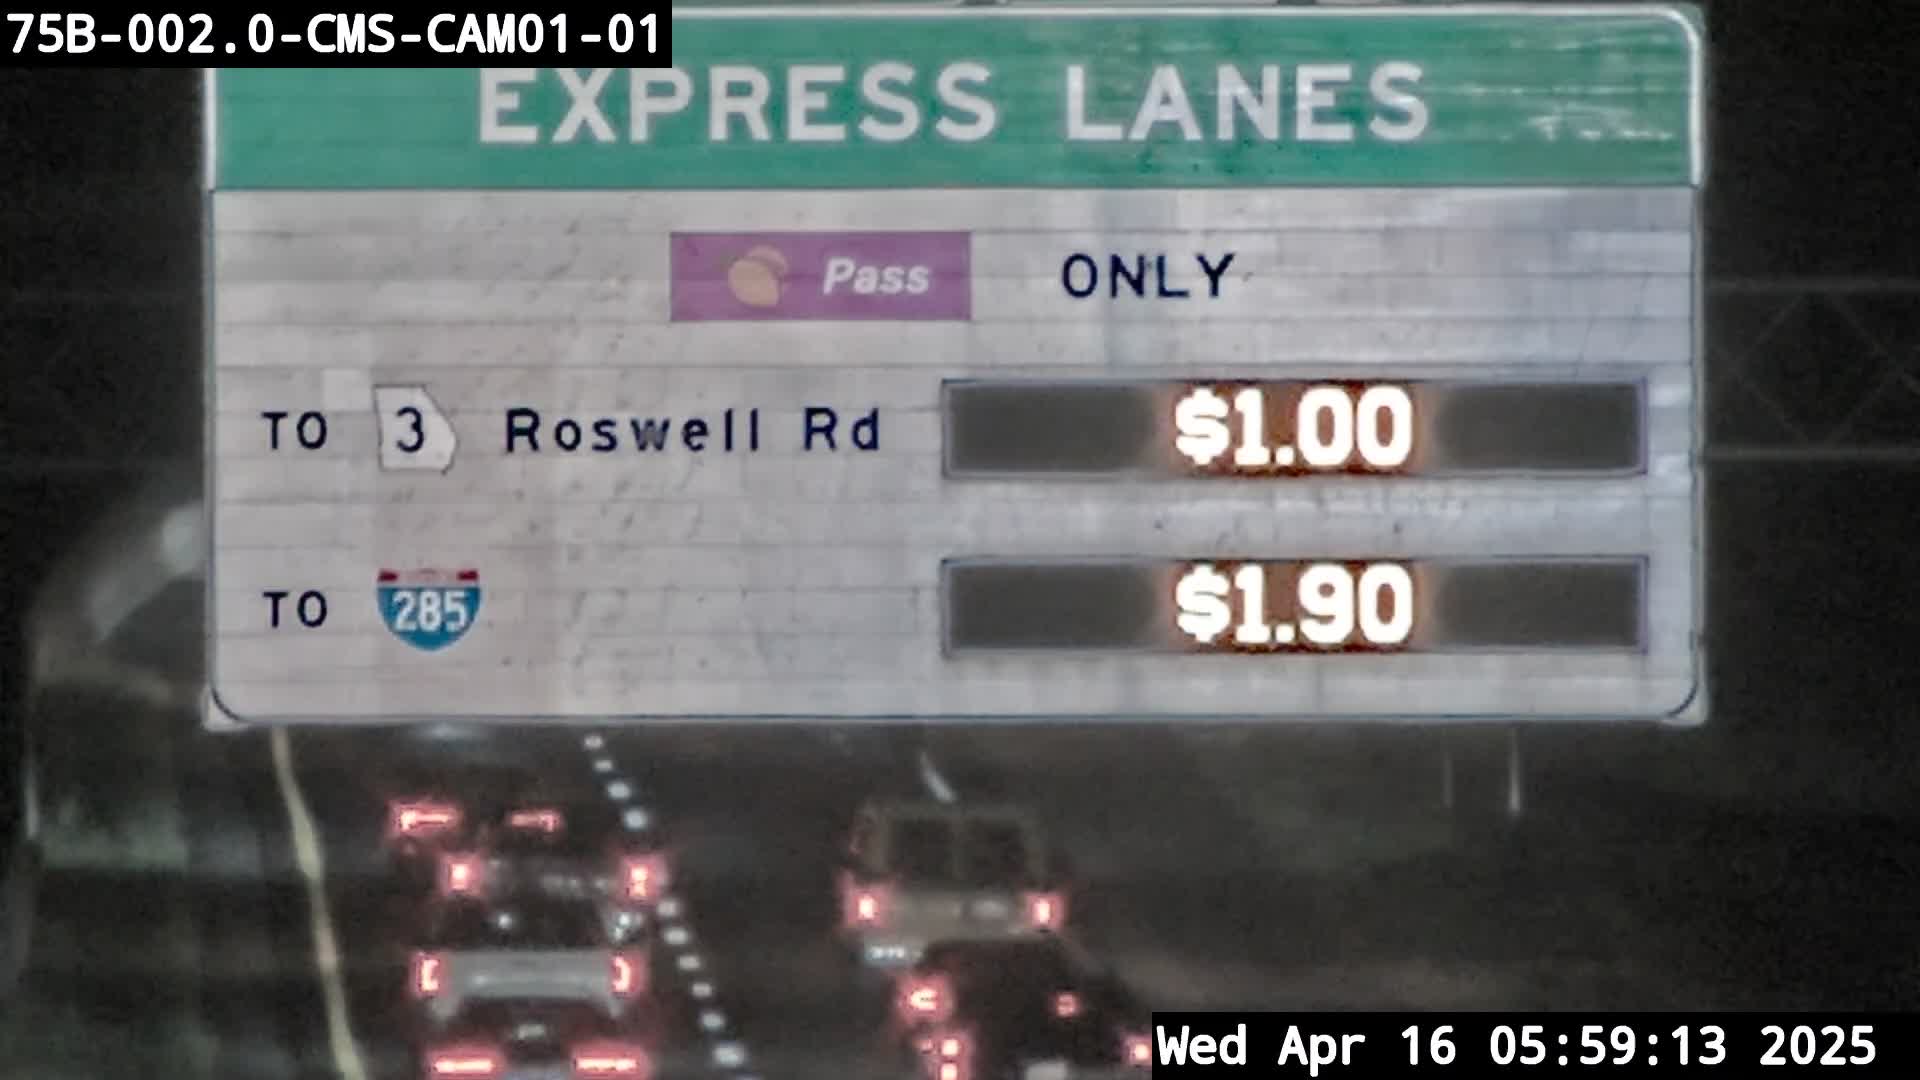 75B-002.0-CMS-CAM01-01
EXPRESS LANES
Pass ONLY
TO 3 Roswell Rd $1.00
TO 285 $1.90
Wed Apr 16 05:59:13 2025